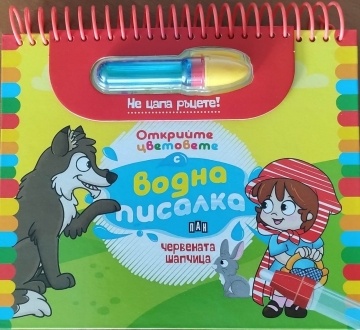 Не цапа ръцете!
Открийте
цветовете
с
водна
писалка
ПАН
Червената
шапчица